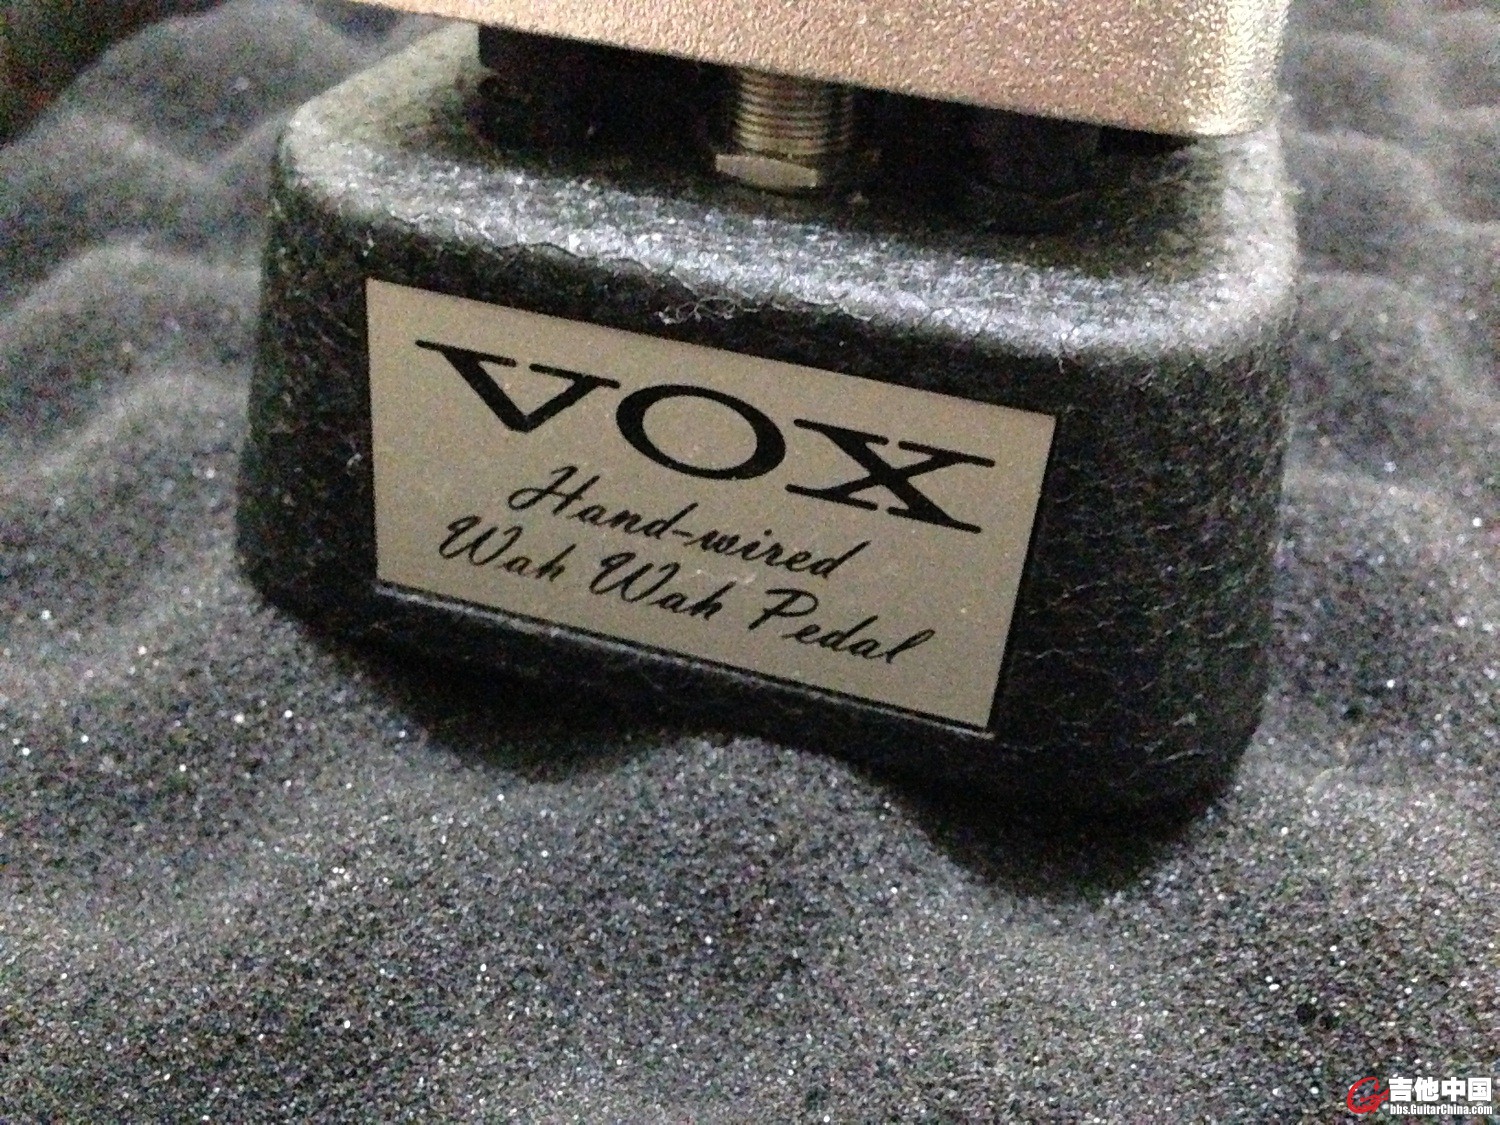 VOX
Hand-wired
Wah Wah Pedal
吉他中国
bbs.GuitarChina.com